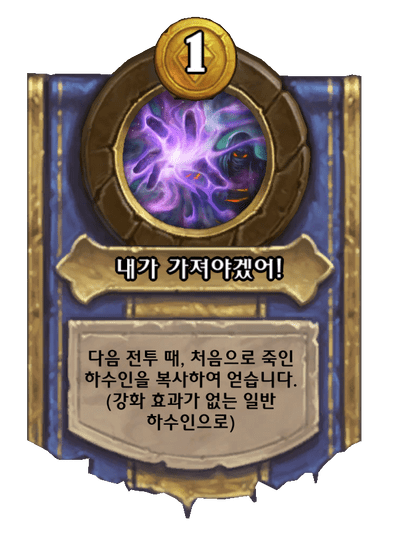 1
내가 가져야겠어!
다음 전투 때, 처음으로 죽인
하수인을 복사하여 얻습니다.
(강화 효과가 없는 일반
하수인으로)